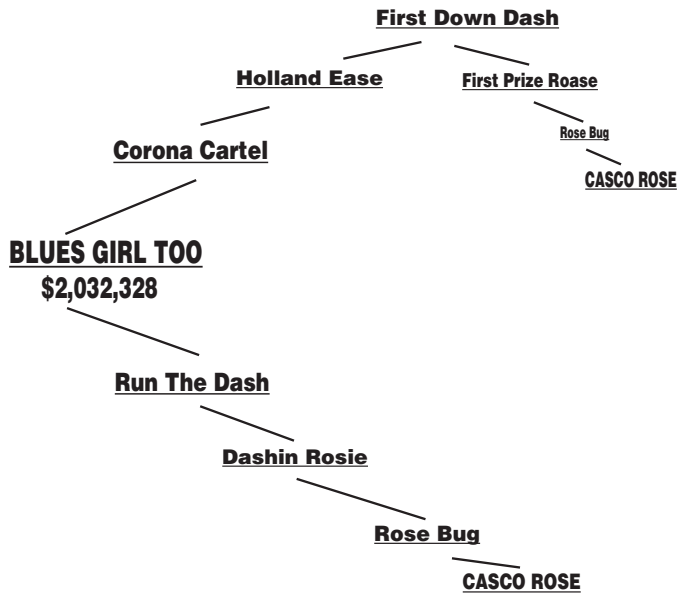 First Down Dash
Holland Ease
First Prize Roase
Rose Bug
Corona Cartel
CASCO ROSE
BLUES GIRL TOO
$2,032,328
Run The Dash
Dashin Rosie
Rose Bug
CASCO ROSE